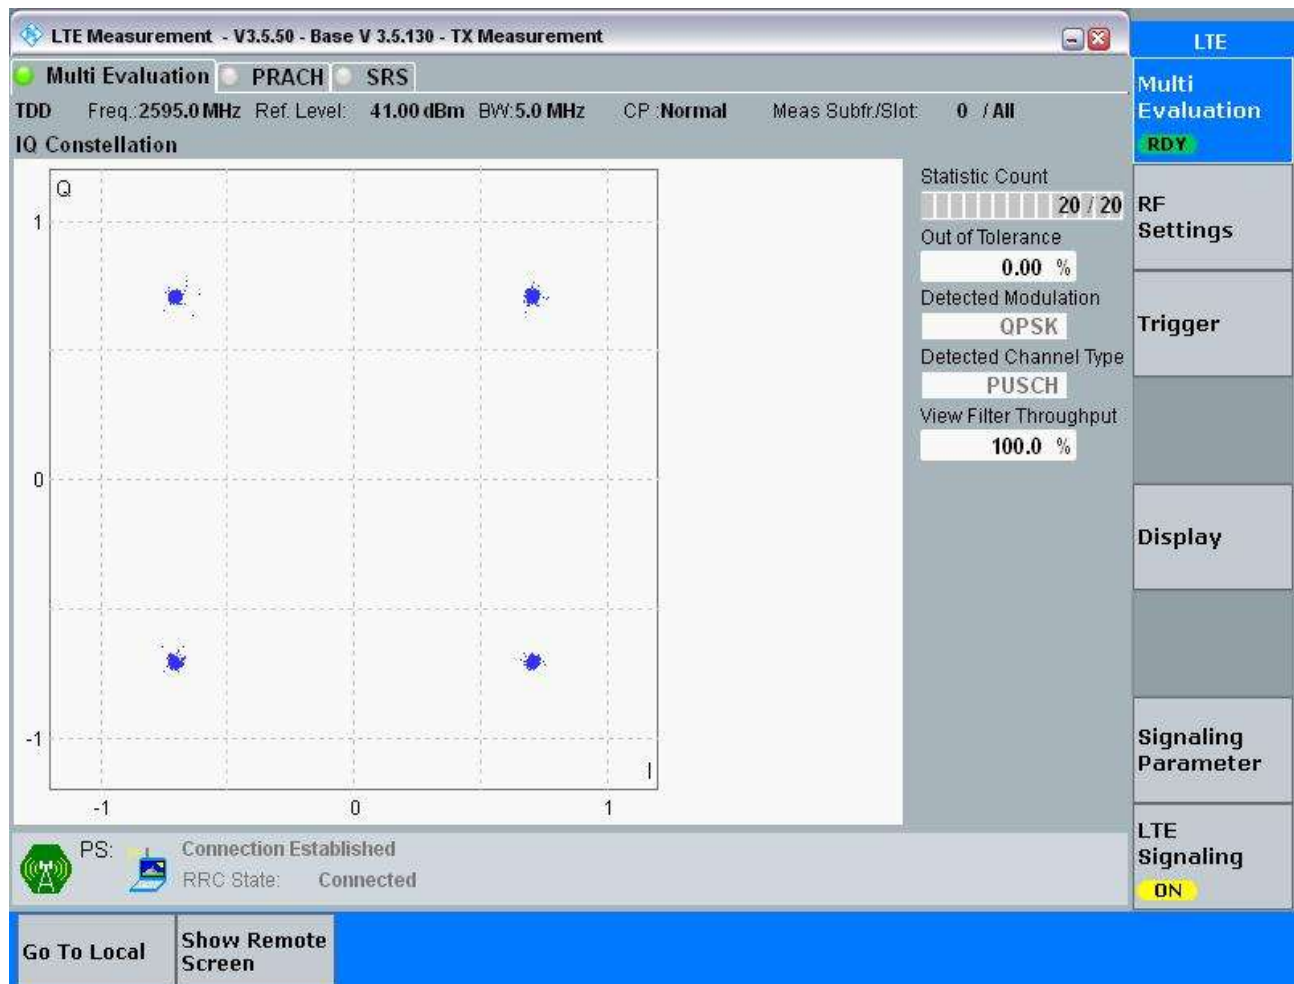 LTE Measurement - V3.5.50 - Base V 3.5.130 - TX Measurement
LTE
Multi Evaluation PRACH SRS
TDD Freq.:2595.0 MHz Ref. Level: 41.00 dBm BW:5.0 MHz CP :Normal Meas Subfr./Slot: 0 / All
IQ Constellation
Q
1
0
-1
-1 0 1
I
Statistic Count
20 / 20
Out of Tolerance
0.00 %
Detected Modulation
QPSK
Detected Channel Type
PUSCH
View Filter Throughput
100.0 %
Multi
Evaluation
RDY
RF
Settings
Trigger
Display
Signaling
Parameter
LTE
Signaling
ON
PS: Connection Established
RRC State: Connected
Go To Local
Show Remote
Screen